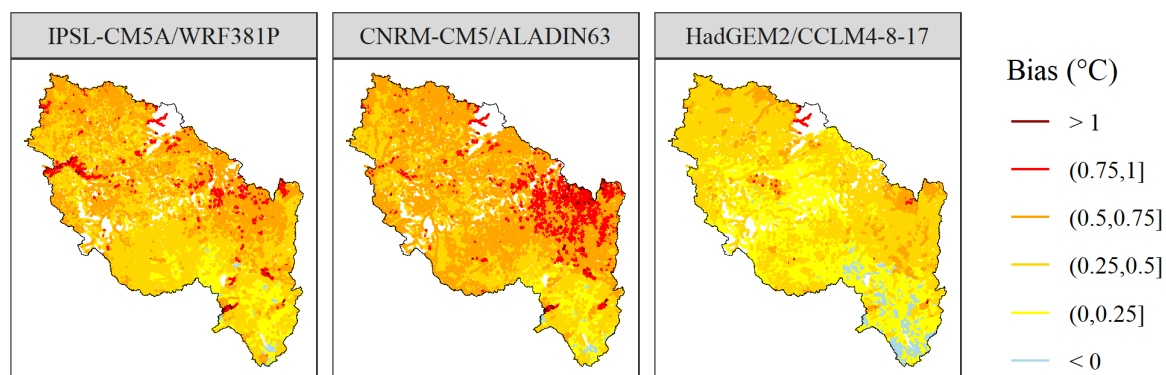 IPSL-CM5A/WRF381P
CNRM-CM5/ALADIN63
HadGEM2/CCLM4-8-17
Bias (°C)
> 1
(0.75,1]
(0.5,0.75]
(0.25,0.5]
(0,0.25]
< 0